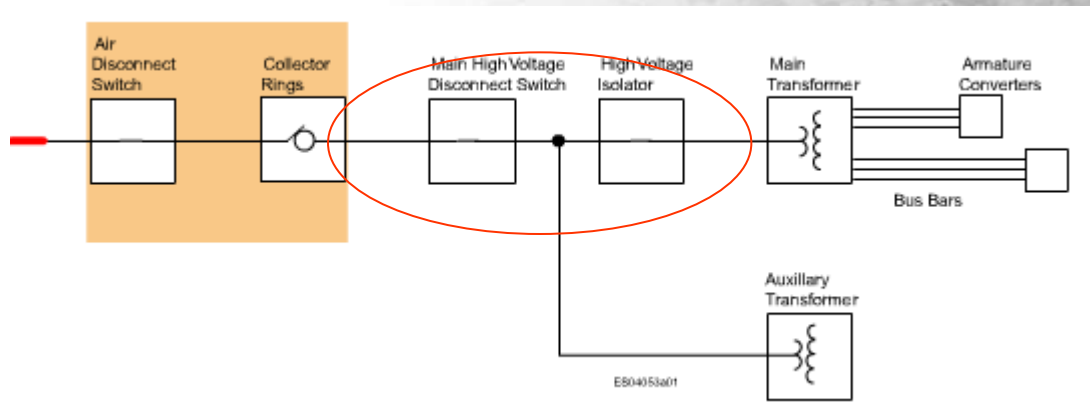 Air
Disconnect
Switch
Collector
Rings
Main High Voltage
Disconnect Switch
High Voltage
Isolator
Main
Transformer
Armature
Converters
Bus Bars
Auxillary
Transformer
ES04053a01